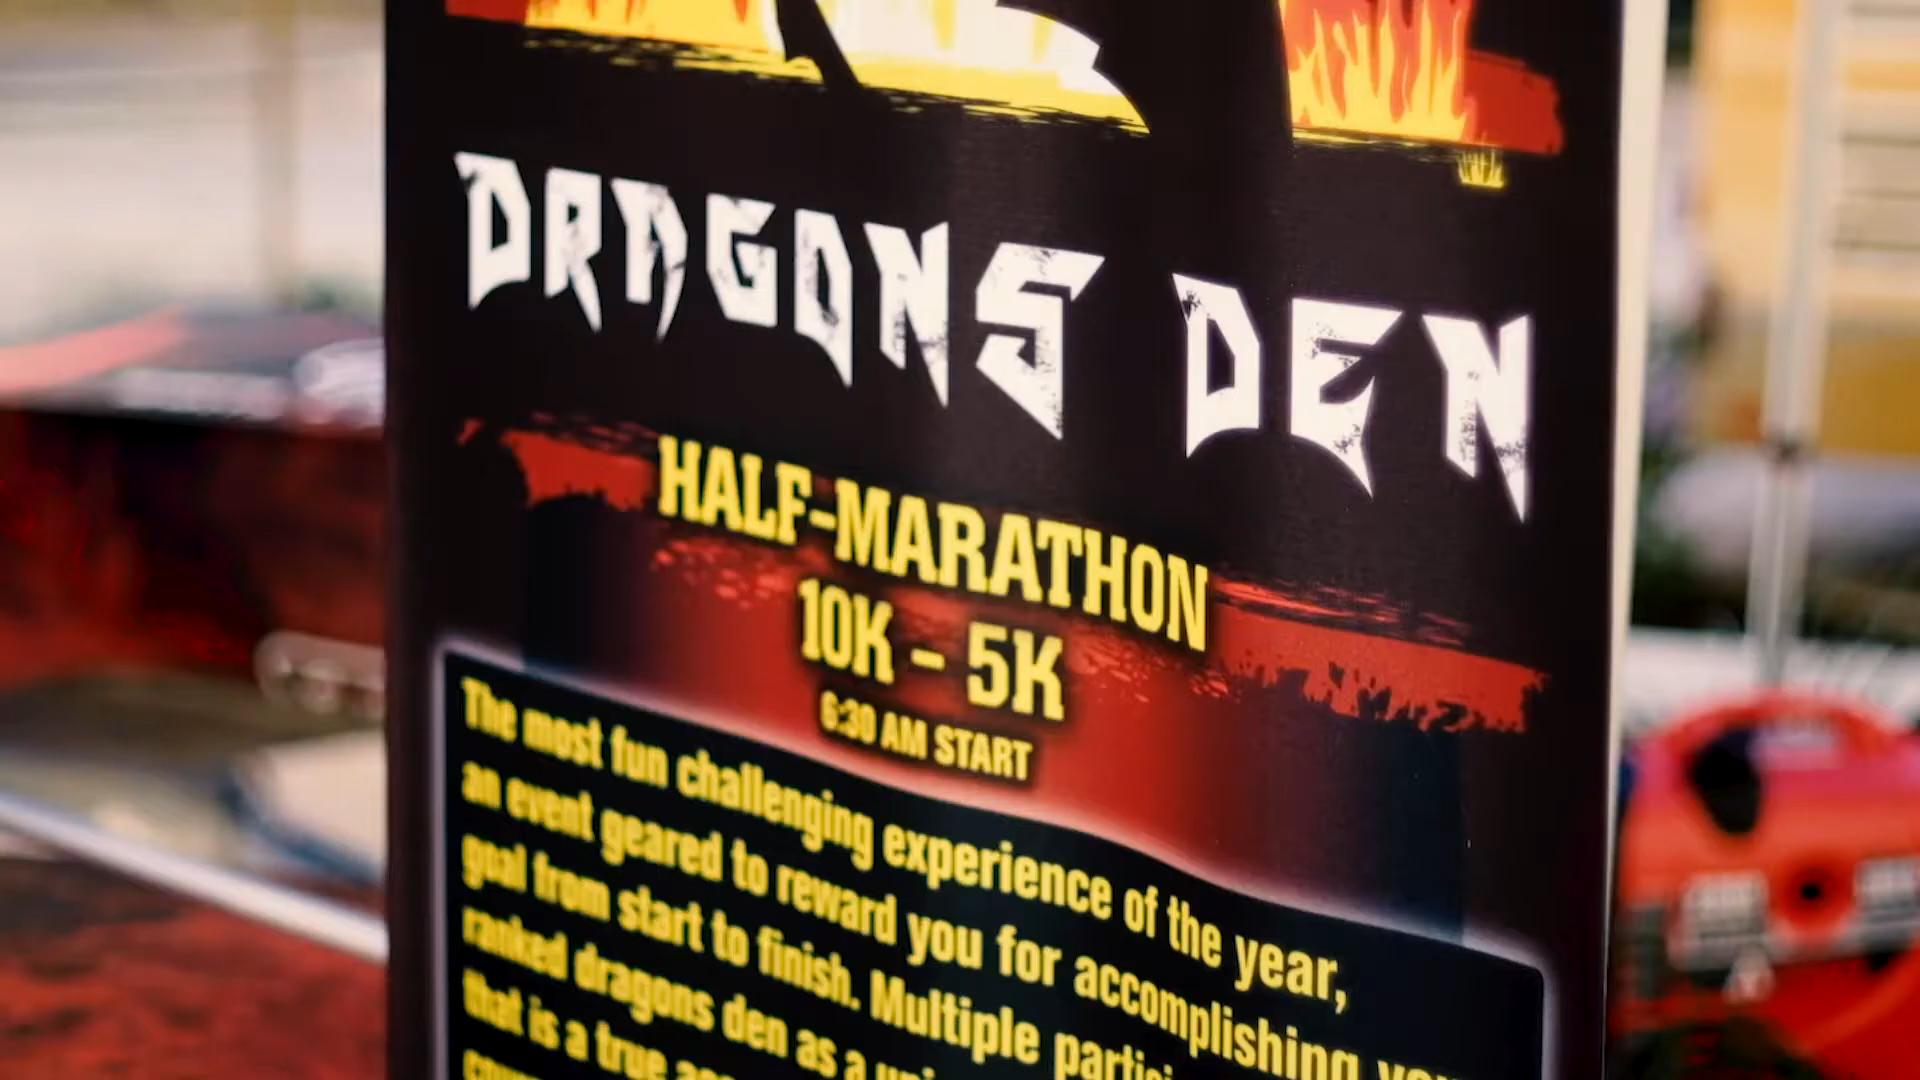 DRAGONS DEN
HALF-MARATHON
10K - 5K
6:30 AM START
The most fun challenging experience of the year,
an event geared to reward you for accomplishing
goal from start to finish. Multiple
ranked dragons den as a
that is a true